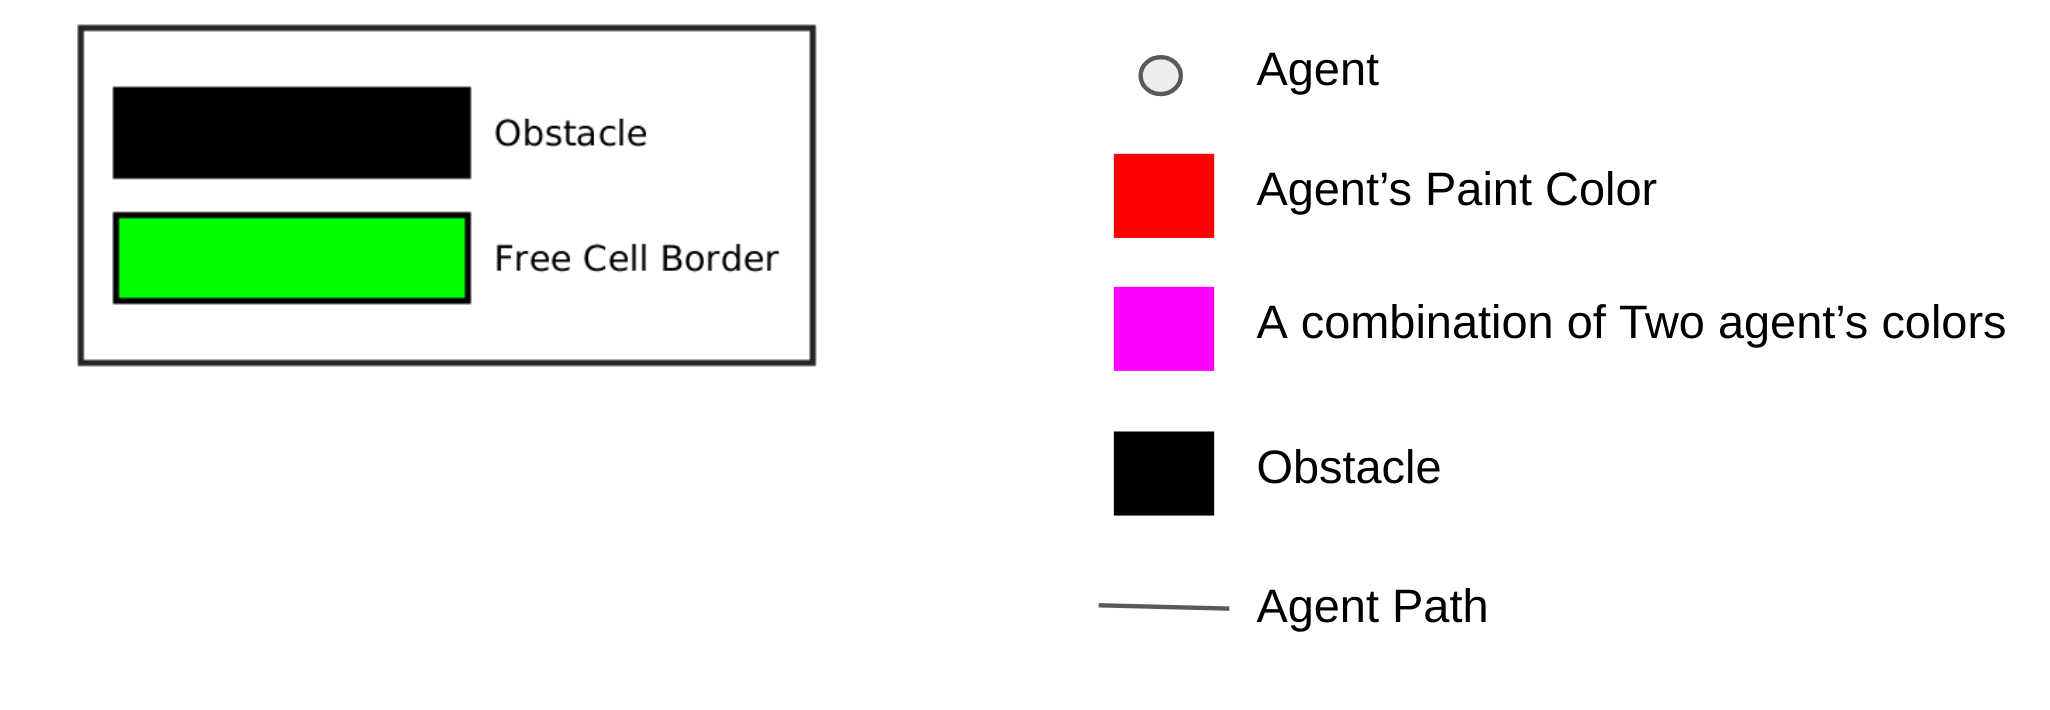 Obstacle
Free Cell Border
Agent
Agent’s Paint Color
A combination of Two agent’s colors
Obstacle
Agent Path